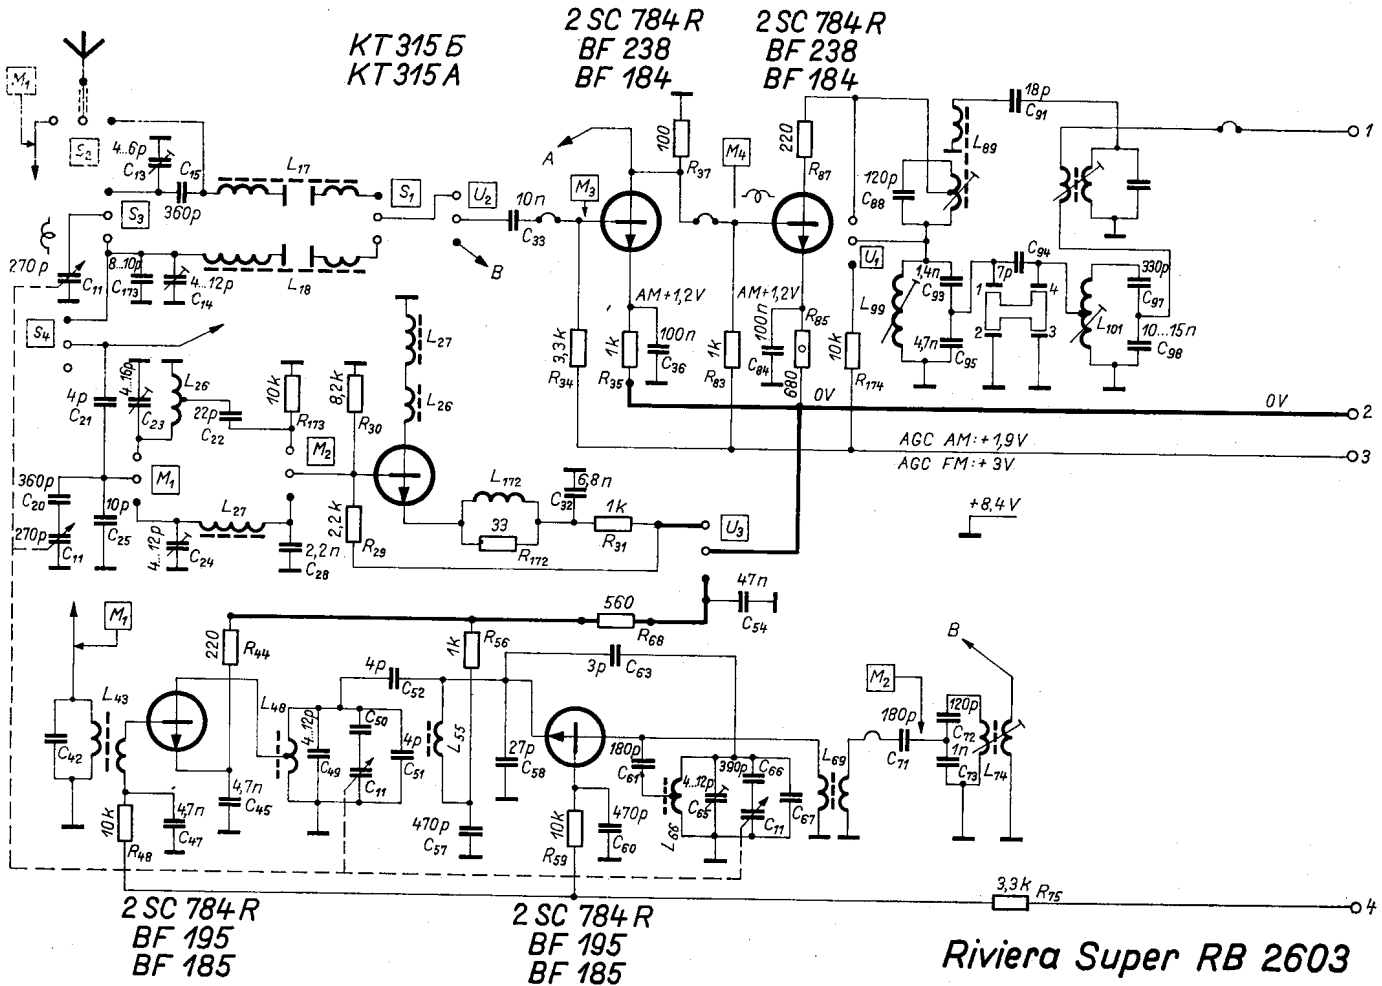 KT 315 Б
KT 315 A
2 SC 784 R
BF 238
BF 184
2 SC 784 R
BF 238
BF 184
M1
S2
4...6p
C13
C15
360p
L17
S1
U2
S3
270p
C11
8...10p
C173
4...12p
C14
L18
10n
C33
A
B
M3
100
R37
M4
220
R87
120p
C88
L89
18p
C91
1
U1
AM+1,2V
AM+1,2V
3,3k
R34
1k
R35
100n
C36
1k
R83
100n
C84
R85
680
10k
R174
L99
1,4n
C93
4,7n
C95
7p
C94
1
2
3
4
L101
330p
C97
10...15n
C98
S4
4p
C21
4...16p
C23
L26
22p
C22
10k
R173
8,2k
R30
L27
L26
0V
0V
2
AGC AM:+1,9V
AGC FM:+3V
3
+8,4V
M2
M1
360p
C20
270p
C11
10p
C25
4...12p
C24
L27
2,2n
C28
2,2k
R29
L172
33
R172
6,8n
C32
1k
R31
U3
M1
560
R68
47n
C54
L43
C42
220
R44
10k
R48
4,7n
C47
4,7n
C45
L48
4...12p
C49
C50
C11
4p
C51
4p
C52
L55
1k
R56
470p
C57
27p
C58
3p
C63
10k
R59
470p
C60
180p
C61
L66
4...12p
C65
390p
C66
C11
C67
L69
M2
180p
C71
120p
C72
1n
C73
L74
B
3,3k
R75
4
2 SC 784 R
BF 195
BF 185
2 SC 784 R
BF 195
BF 185
Riviera Super RB 2603